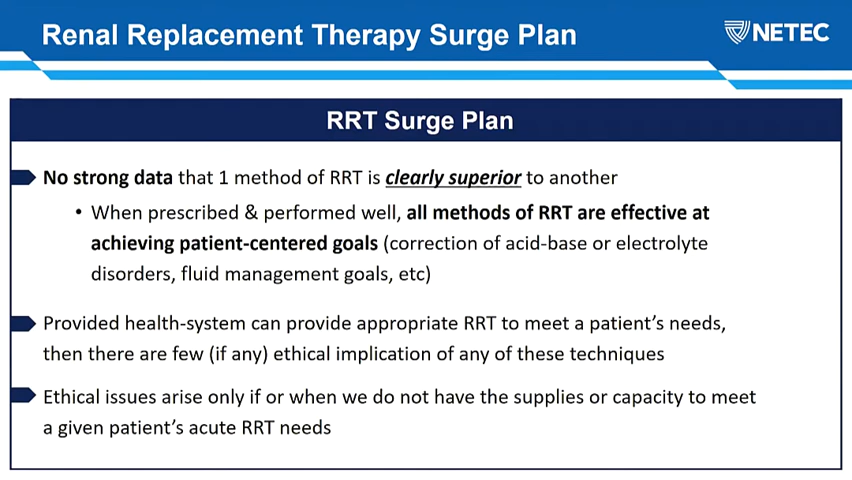 Renal Replacement Therapy Surge Plan
NETEC
RRT Surge Plan
No strong data that 1 method of RRT is clearly superior to another
• When prescribed & performed well, all methods of RRT are effective at
achieving patient-centered goals (correction of acid-base or electrolyte
disorders, fluid management goals, etc)
Provided health-system can provide appropriate RRT to meet a patient's needs,
then there are few (if any) ethical implication of any of these techniques
Ethical issues arise only if or when we do not have the supplies or capacity to meet
a given patient's acute RRT needs